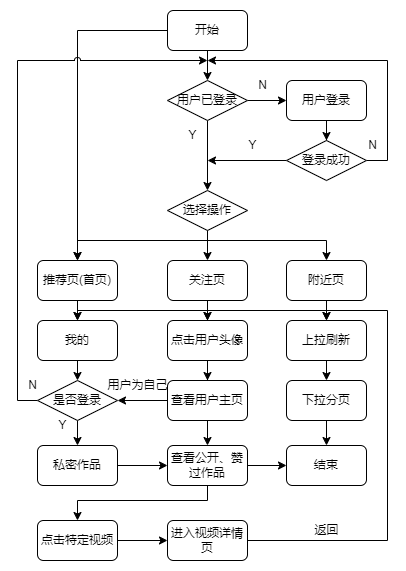 开始
用户已登录
N
用户登录
Y
Y
登录成功
N
选择操作
推荐页(首页)
关注页
附近页
我的
点击用户头像
上拉刷新
N
是否登录
用户为自己
查看用户主页
下拉分页
Y
私密作品
查看公开、赞
过作品
结束
点击特定视频
进入视频详情
页
返回